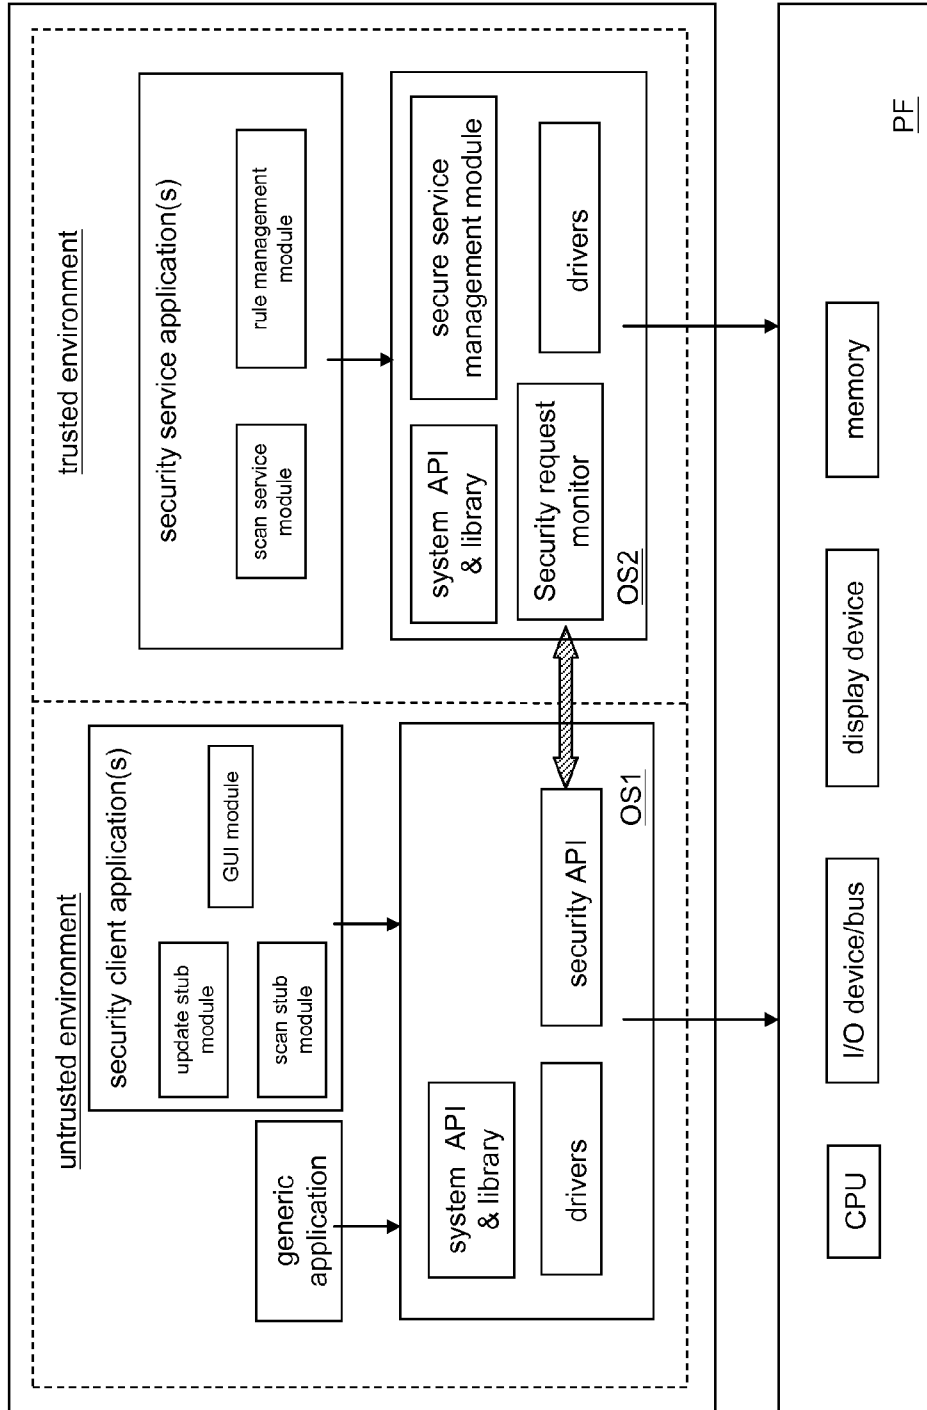 untrusted environment
security client application(s)
update stub
module
scan stub
module
GUI module
generic
application
system API
& library
drivers
security API
OS1
trusted environment
security service application(s)
scan service
module
rule management
module
system API
& library
secure service
management module
Security request
monitor
drivers
OS2
CPU
I/O device/bus
display device
memory
PF